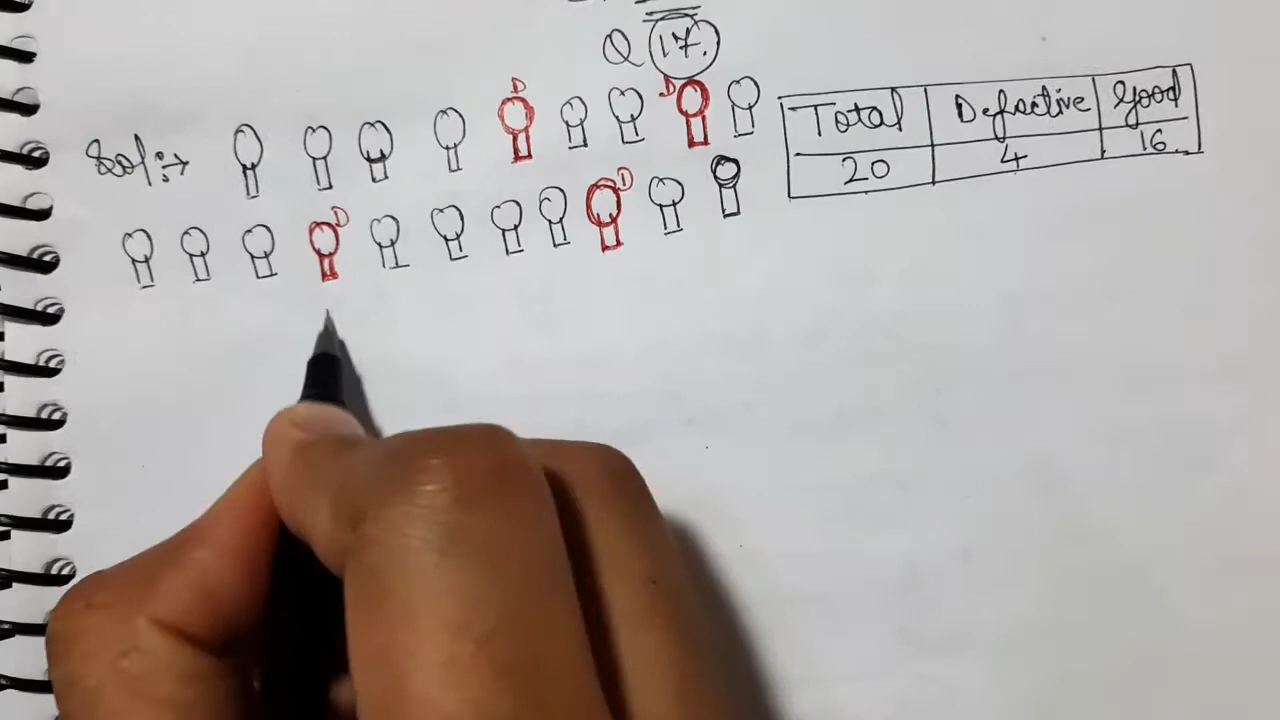 Q 17.
Sol:→
D D
D D
Total Defective Good
20 4 16